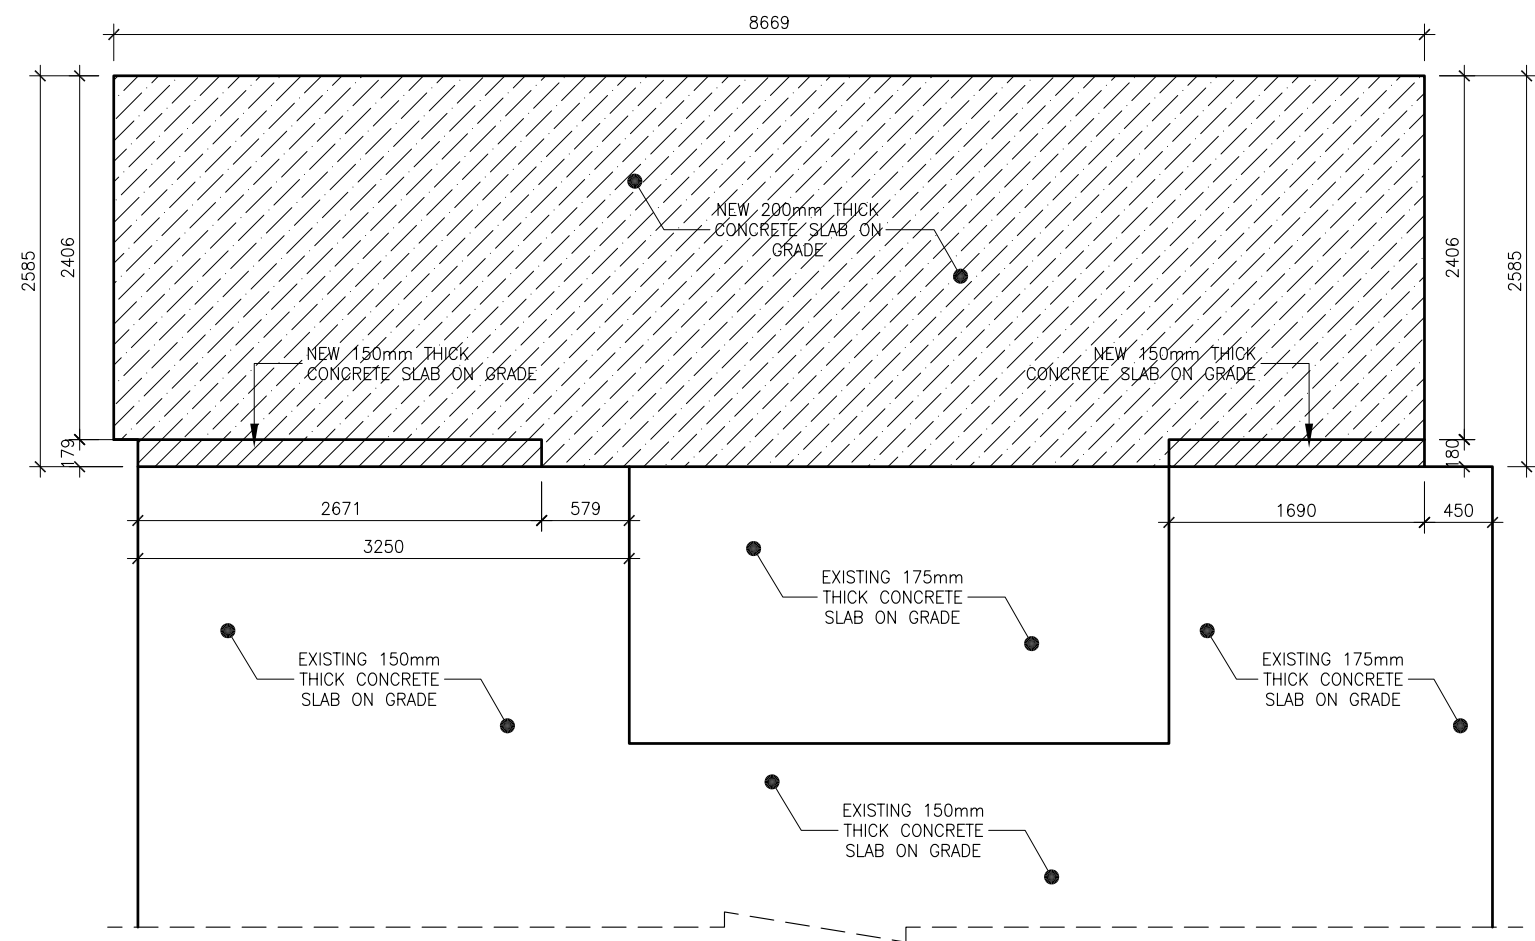 8669
2585
2406
179
2406
2585
180
NEW 200mm THICK
CONCRETE SLAB ON
GRADE
NEW 150mm THICK
CONCRETE SLAB ON GRADE
NEW 150mm THICK
CONCRETE SLAB ON GRADE
2671
579
3250
1690
450
EXISTING 175mm
THICK CONCRETE
SLAB ON GRADE
EXISTING 150mm
THICK CONCRETE
SLAB ON GRADE
EXISTING 175mm
THICK CONCRETE
SLAB ON GRADE
EXISTING 150mm
THICK CONCRETE
SLAB ON GRADE